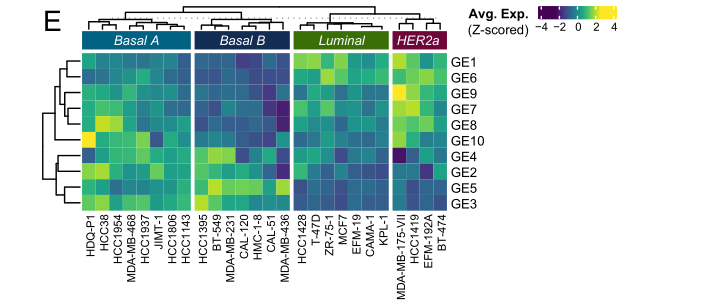 E
Avg. Exp.
(Z-scored)
−4 −2 0 2 4
Basal A Basal B Luminal HER2a
GE1
GE6
GE9
GE7
GE8
GE10
GE4
GE2
GE5
GE3
HDQ-P1
HCC38
HCC1954
MDA-MB-468
HCC1937
JIMT-1
HCC1806
HCC1143
HCC1395
BT-549
MDA-MB-231
CAL-120
HMC-1-8
CAL-51
MDA-MB-436
HCC1428
T-47D
ZR-75-1
MCF7
EFM-19
CAMA-1
KPL-1
MDA-MB-175-VII
HCC1419
EFM-192A
BT-474